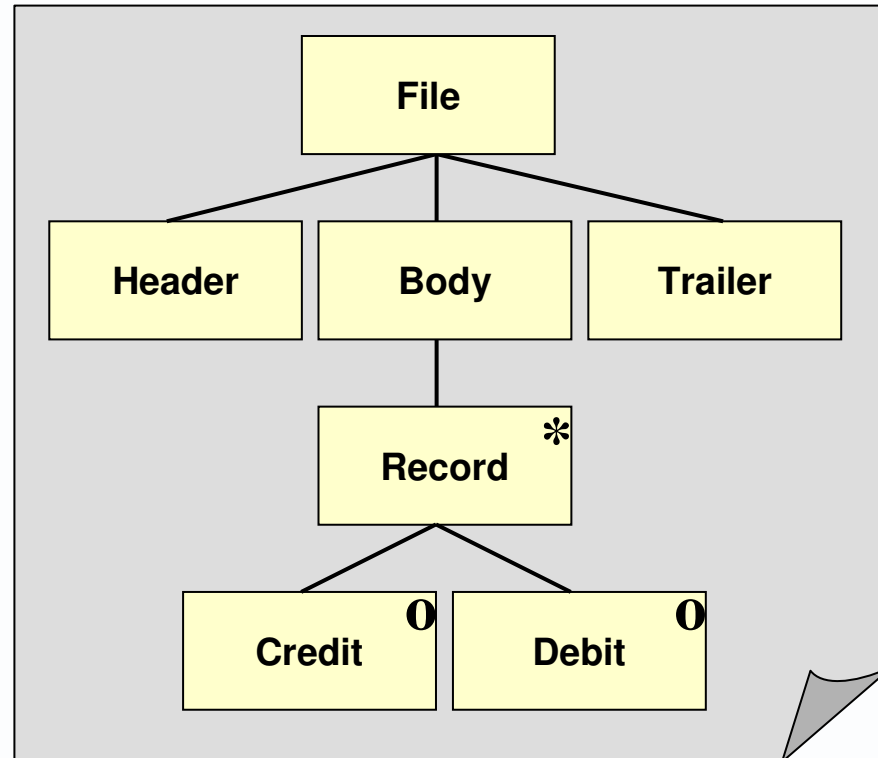 File
Header
Body
Trailer
*
Record
o
Credit
o
Debit